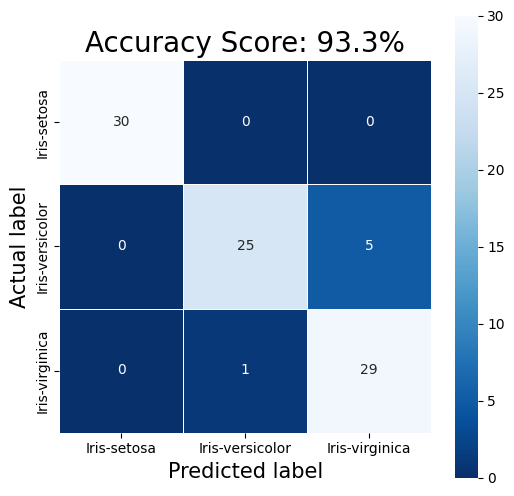 Accuracy Score: 93.3%
Actual label
Iris-setosa
30 0 0
Iris-versicolor
0 25 5
Iris-virginica
0 1 29
Iris-setosa Iris-versicolor Iris-virginica
Predicted label
30
25
20
15
10
5
0